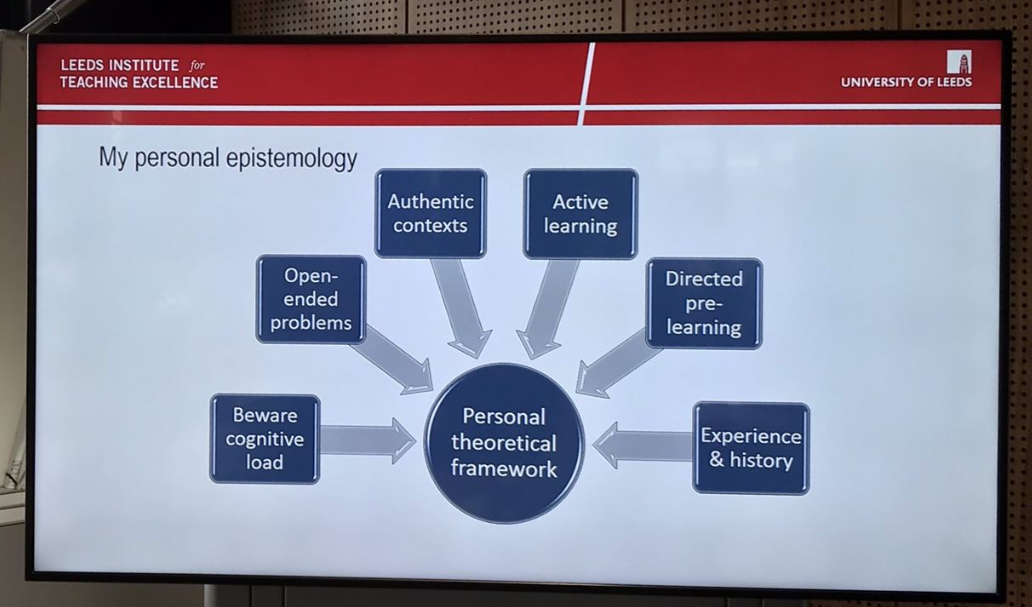 LEEDS INSTITUTE for
TEACHING EXCELLENCE
UNIVERSITY OF LEEDS
My personal epistemology
Authentic
contexts
Active
learning
Open-
ended
problems
Directed
pre-
learning
Beware
cognitive
load
Personal
theoretical
framework
Experience
& history